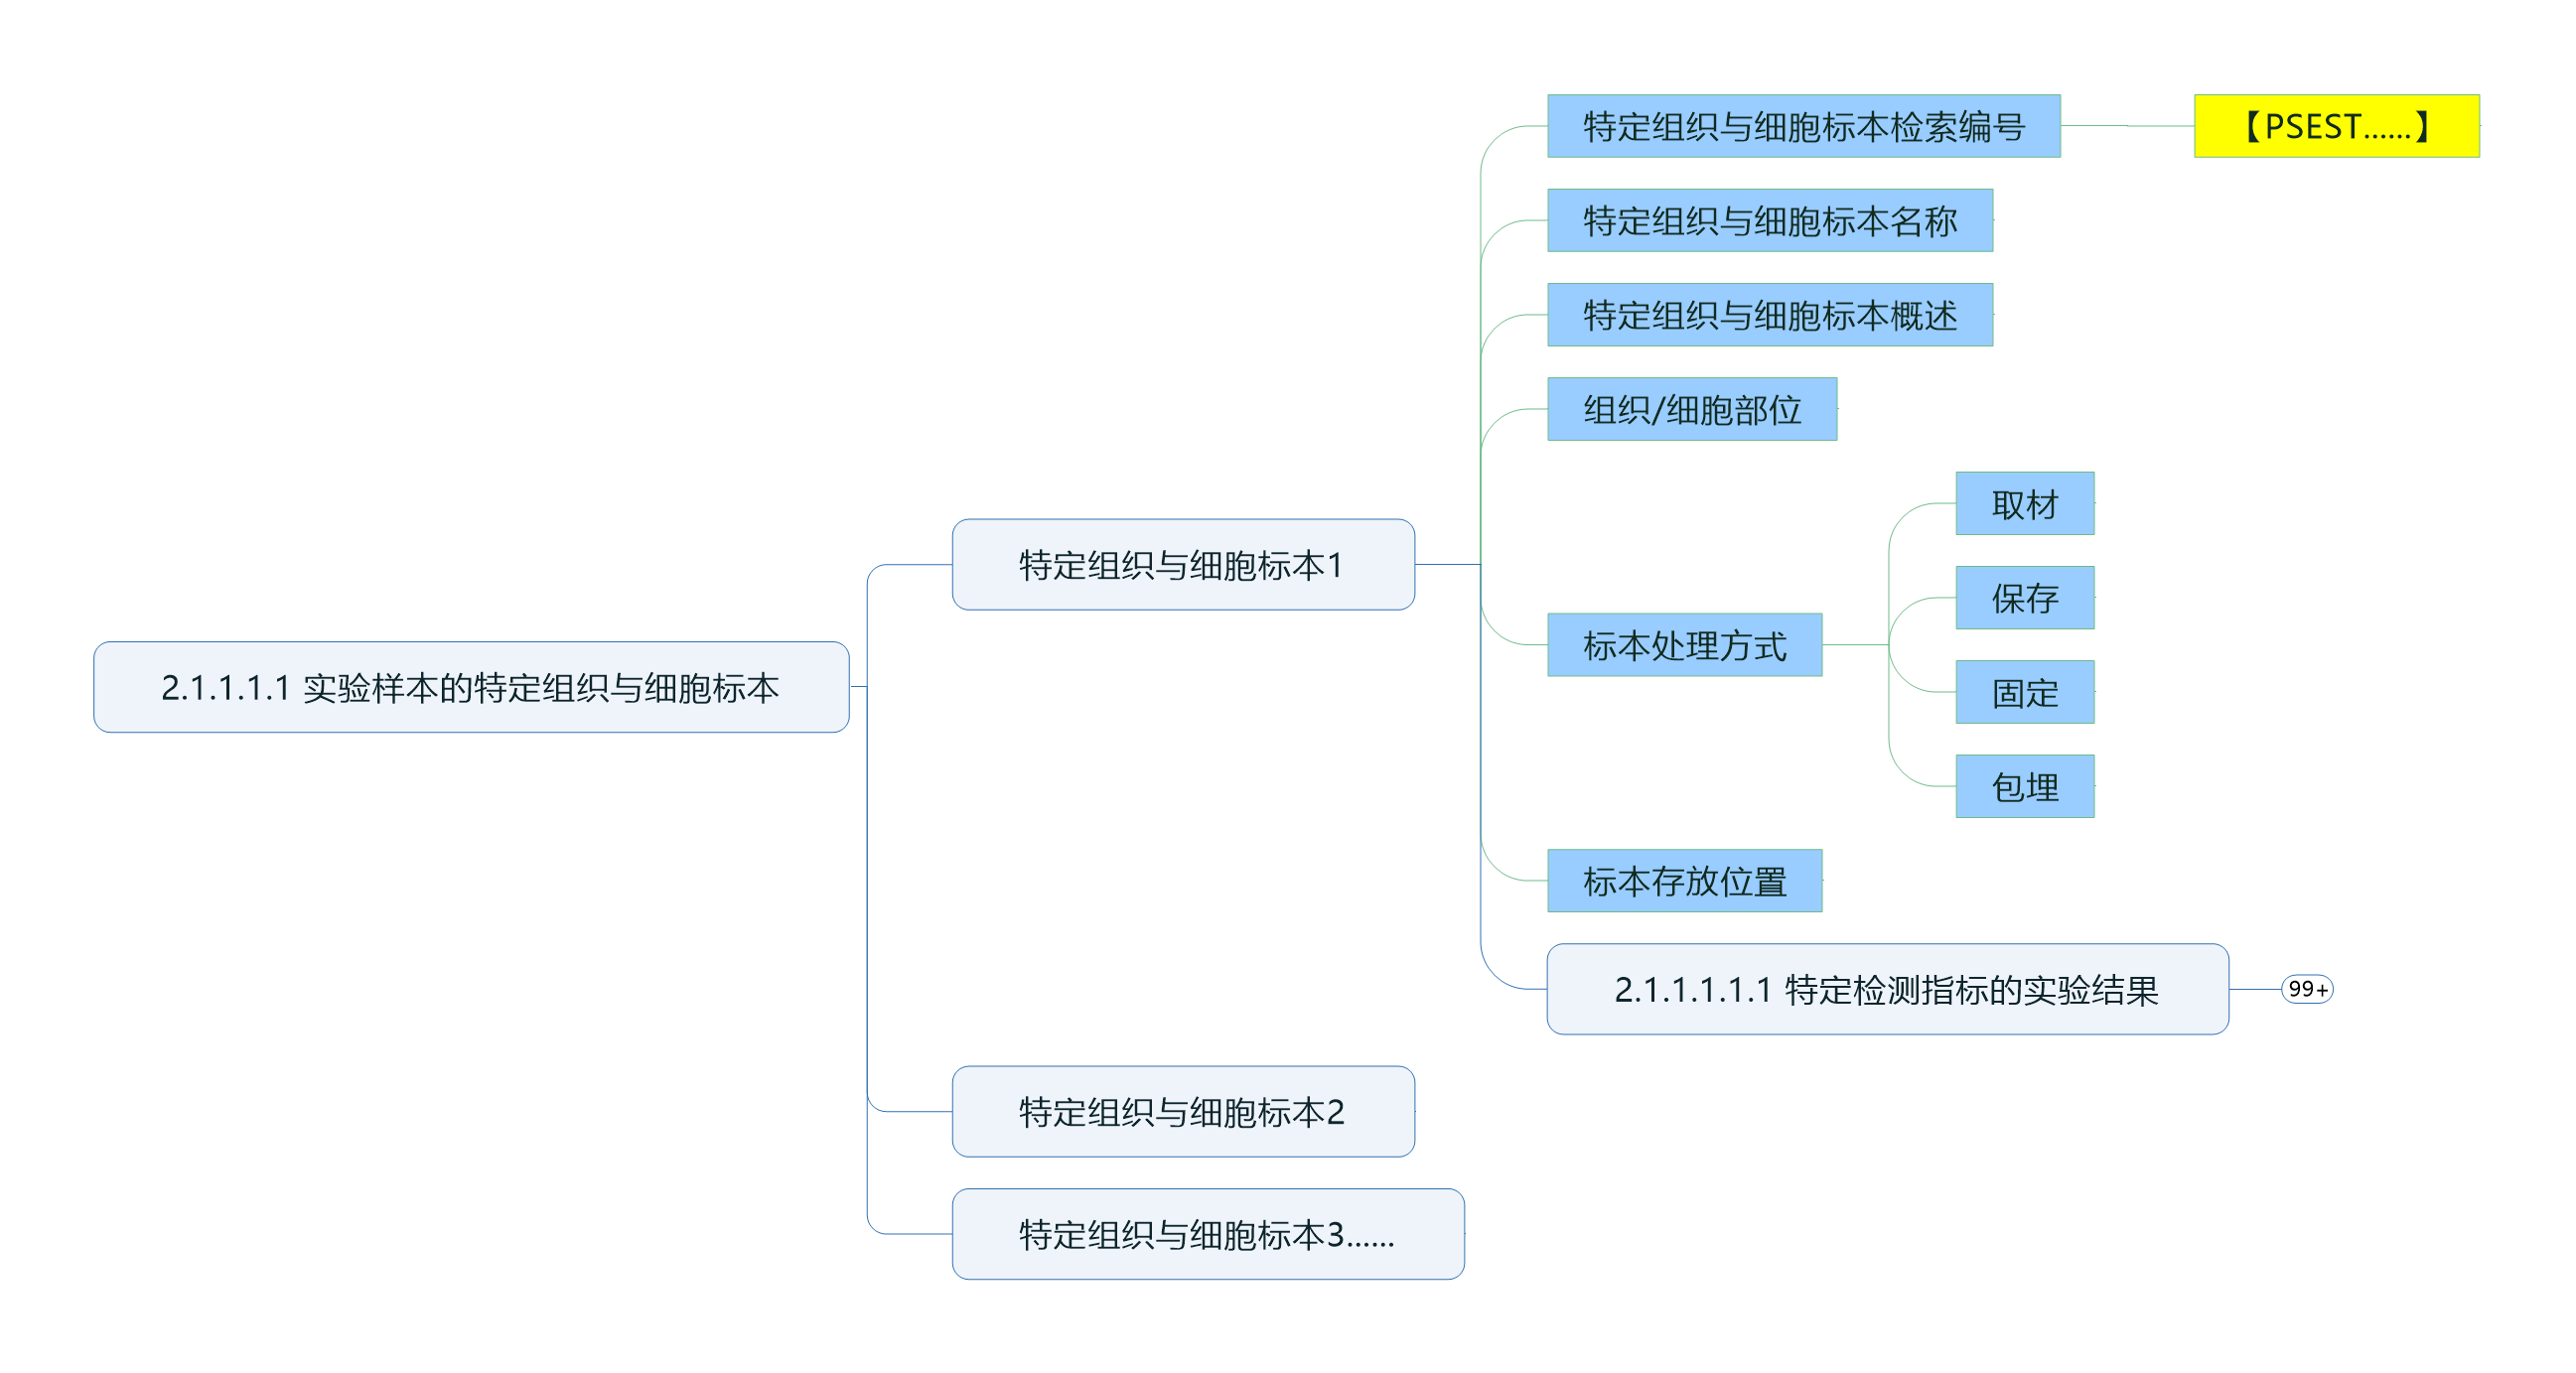 特定组织与细胞标本检索编号
【PSEST……】
特定组织与细胞标本名称
特定组织与细胞标本概述
组织/细胞部位
取材
保存
特定组织与细胞标本1
标本处理方式
固定
2.1.1.1.1 实验样本的特定组织与细胞标本
包埋
标本存放位置
2.1.1.1.1.1 特定检测指标的实验结果
99+
特定组织与细胞标本2
特定组织与细胞标本3……